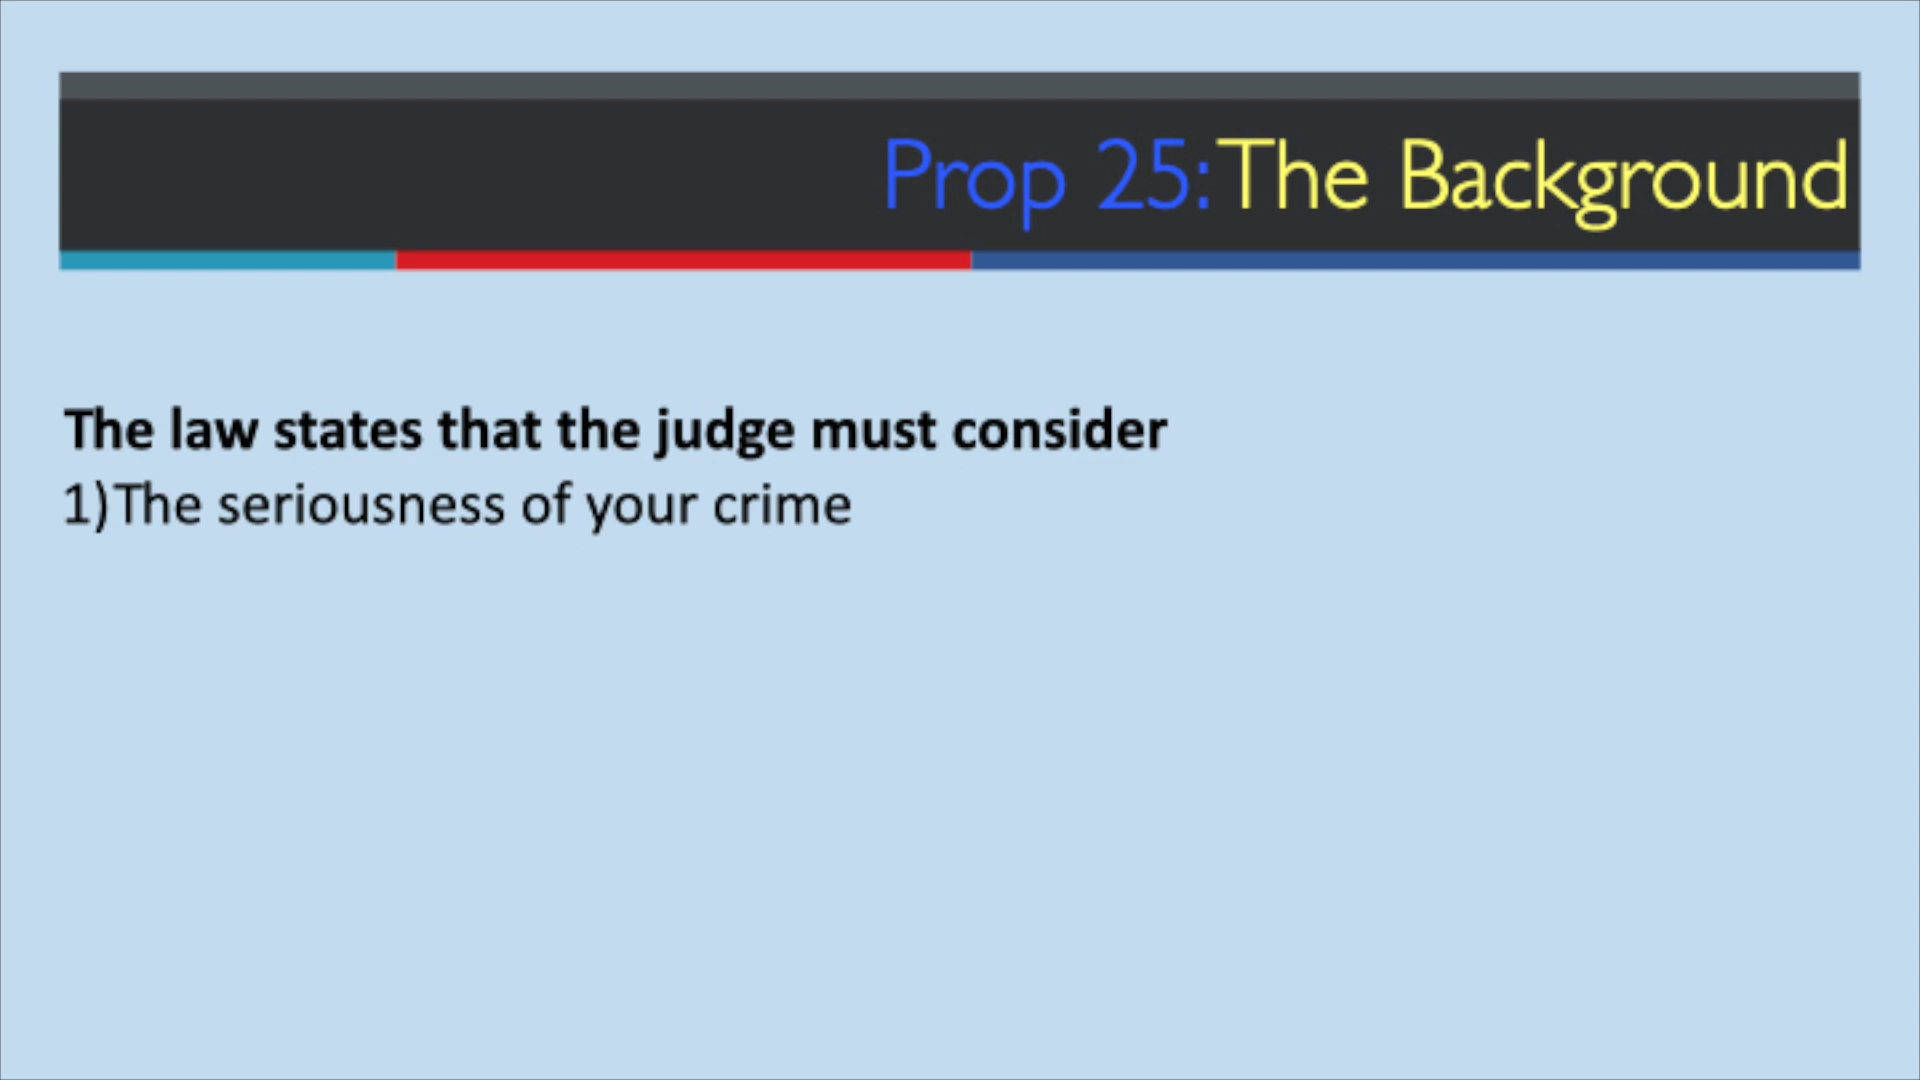 Prop 25: The Background
The law states that the judge must consider
1) The seriousness of your crime